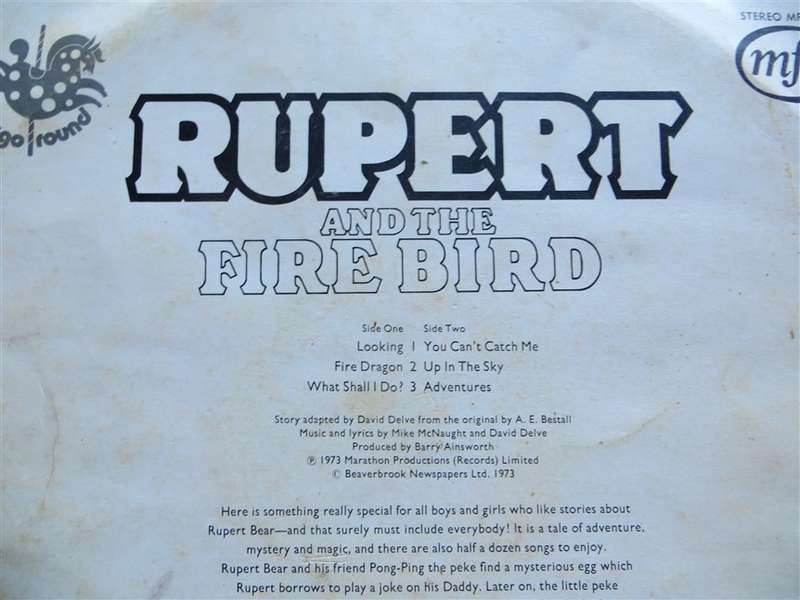 STEREO
mf
go round
RUPERT
AND THE
FIRE BIRD
Side One Side Two
Looking 1 You Can't Catch Me
Fire Dragon 2 Up In The Sky
What Shall I Do? 3 Adventures
Story adapted by David Delve from the original by A. E. Bestall
Music and lyrics by Mike McNaught and David Delve
Produced by Barry Ainsworth
℗ 1973 Marathon Productions (Records) Limited
© Beaverbrook Newspapers Ltd. 1973
Here is something really special for all boys and girls who like stories about
Rupert Bear—and that surely must include everybody! It is a tale of adventure,
mystery and magic, and there are also half a dozen songs to enjoy.
Rupert Bear and his friend Pong-Ping the peke find a mysterious egg which
Rupert borrows to play a joke on his Daddy. Later on, the little peke